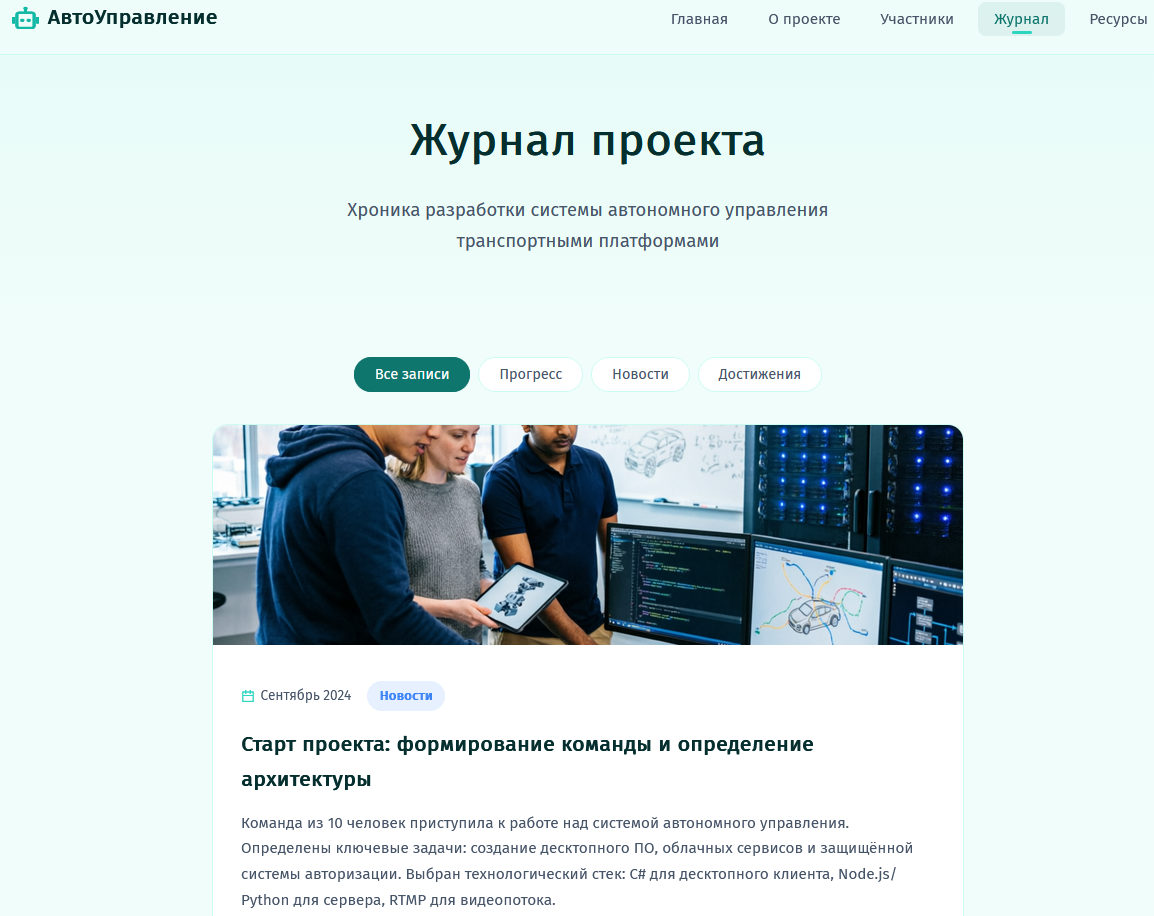 АвтоУправление
Главная
О проекте
Участники
Журнал
Ресурсы
Журнал проекта
Хроника разработки системы автономного управления
транспортными платформами
Все записи
Прогресс
Новости
Достижения
Сентябрь 2024
Новости
Старт проекта: формирование команды и определение
архитектуры
Команда из 10 человек приступила к работе над системой автономного управления.
Определены ключевые задачи: создание десктопного ПО, облачных сервисов и защищённой
системы авторизации. Выбран технологический стек: C# для десктопного клиента, Node.js/
Python для сервера, RTMP для видеопотока.